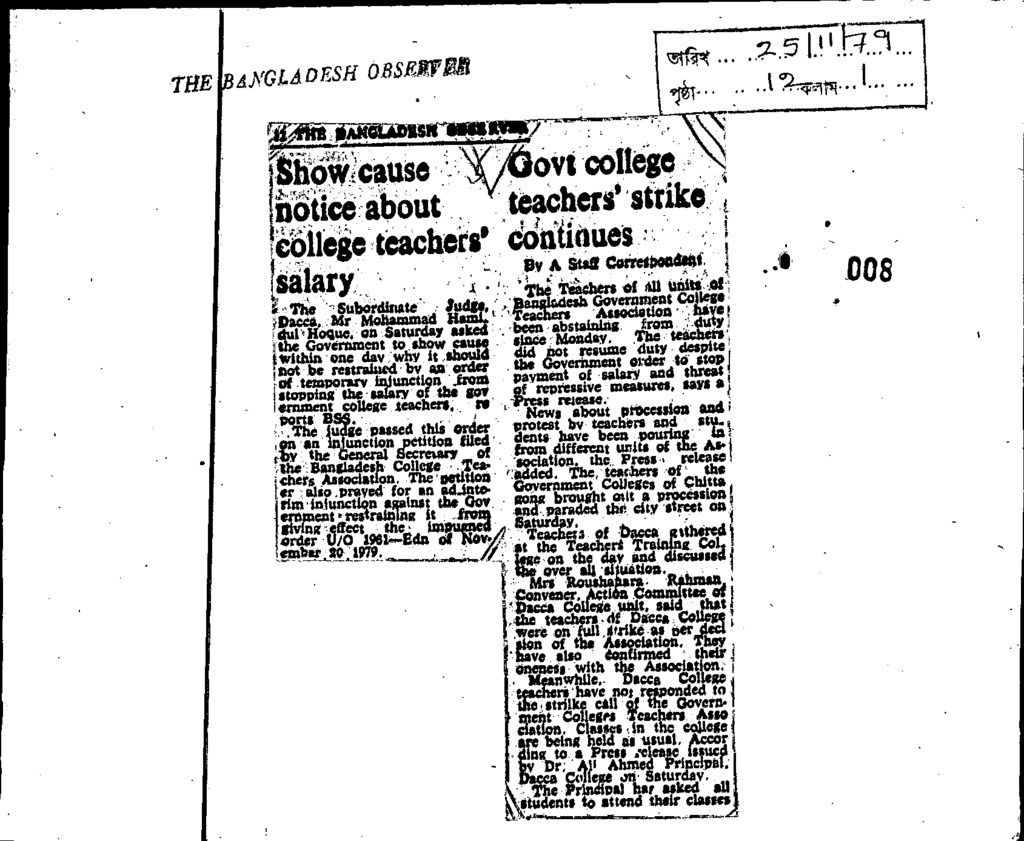 THE BANGLADESH OBSERVER
তারিখ ... ... 25/11/79 ...
পৃষ্ঠা... ... 12 কলাম ... 1 ... ...
12 THE BANGLADESH OBSERVER
Show cause
notice about
college teachers'
salary
The Subordinate Judge,
Dacca, Mr Mohammad Hami,
dul Hoque, on Saturday asked
the Government to show cause
within one day why it should
not be restrained by an order
of temporary injunction from
stopping the salary of the gov
ernment college teachers, re
ports BSS.
The judge passed this order
on an injunction petition filed
by the General Secretary of
the Bangladesh College Tea-
chers Association. The petition
er also prayed for an ad_inte-
rim injunction against the Gov
ernment restraining it from
giving effect the impugned
order U/O 1961—Edn of Nov-
ember 20 1979.
Govt college
teachers' strike
continues
By A Staff Correspondent
The Teachers of all units of
Bangladesh Government College
Teachers Association have
been abstaining from duty
since Monday. The teachers
did not resume duty despite
the Government order to stop
payment of salary and threat
of repressive measures, says a
Press release.
News about procession and
protest by teachers and stu_
dents have been pouring in
from different units of the As-
sociation, the Press release
added. The teachers of the
Government Colleges of Chitta
gong brought out a procession
and paraded the city street on
Saturday.
Teachers of Dacca gathered
at the Teachers Training Col_
lege on the day and discussed
the over all situation.
Mrs Roushanara Rahman,
Convener, Action Committee of
Dacca College unit, said that
the teachers of Dacca College
were on full strike as per deci
sion of the Association. They
have also confirmed their
oneness with the Association.
Meanwhile, Dacca College
teachers have not responded to
the strilke call of the Govern-
ment Colleges Teachers Asso
ciation. Classes in the college
are being held as usual. Accor
ding to a Press release issued
by Dr. Ali Ahmed Principal,
Dacca College on Saturday.
The Principal has asked all
students to attend their classes
008